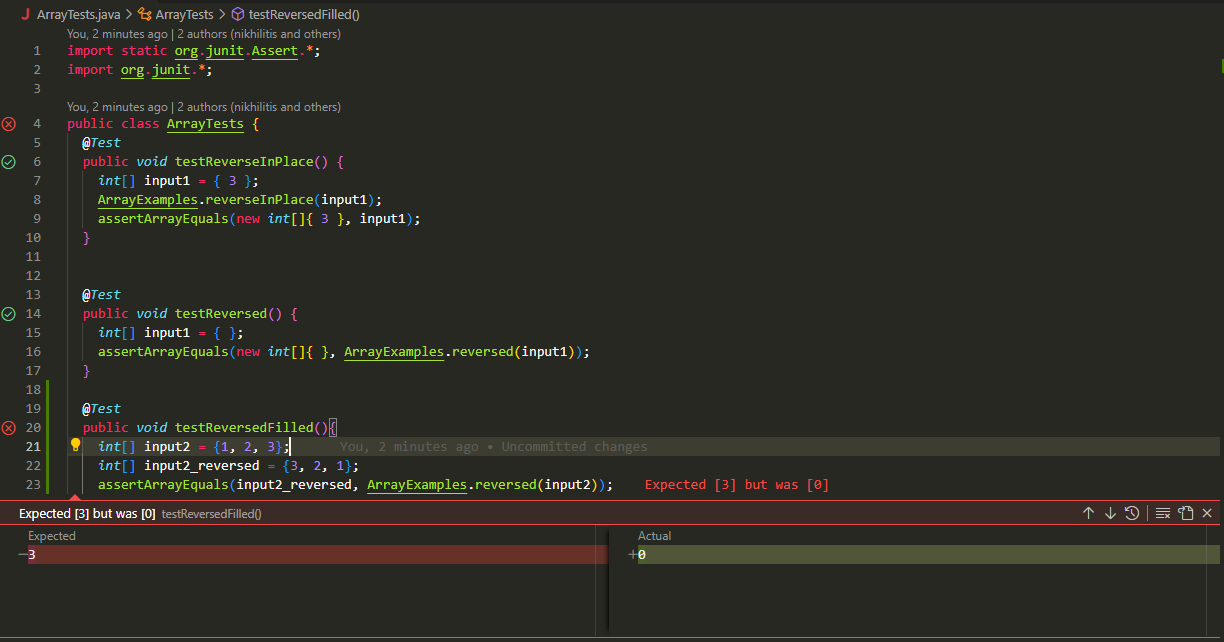 ArrayTests.java > ArrayTests > testReversedFilled()
You, 2 minutes ago | 2 authors (nikhilitis and others)
1 import static org.junit.Assert.*;
2 import org.junit.*;
3
You, 2 minutes ago | 2 authors (nikhilitis and others)
4 public class ArrayTests {
5 @Test
6 public void testReverseInPlace() {
7 int[] input1 = { 3 };
8 ArrayExamples.reverseInPlace(input1);
9 assertArrayEquals(new int[]{ 3 }, input1);
10 }
11
12
13 @Test
14 public void testReversed() {
15 int[] input1 = { };
16 assertArrayEquals(new int[]{ }, ArrayExamples.reversed(input1));
17 }
18
19 @Test
20 public void testReversedFilled(){
21 int[] input2 = {1, 2, 3}; You, 2 minutes ago • Uncommitted changes
22 int[] input2_reversed = {3, 2, 1};
23 assertArrayEquals(input2_reversed, ArrayExamples.reversed(input2)); Expected [3] but was [0]
Expected [3] but was [0] testReversedFilled()
Expected Actual
−3 +0